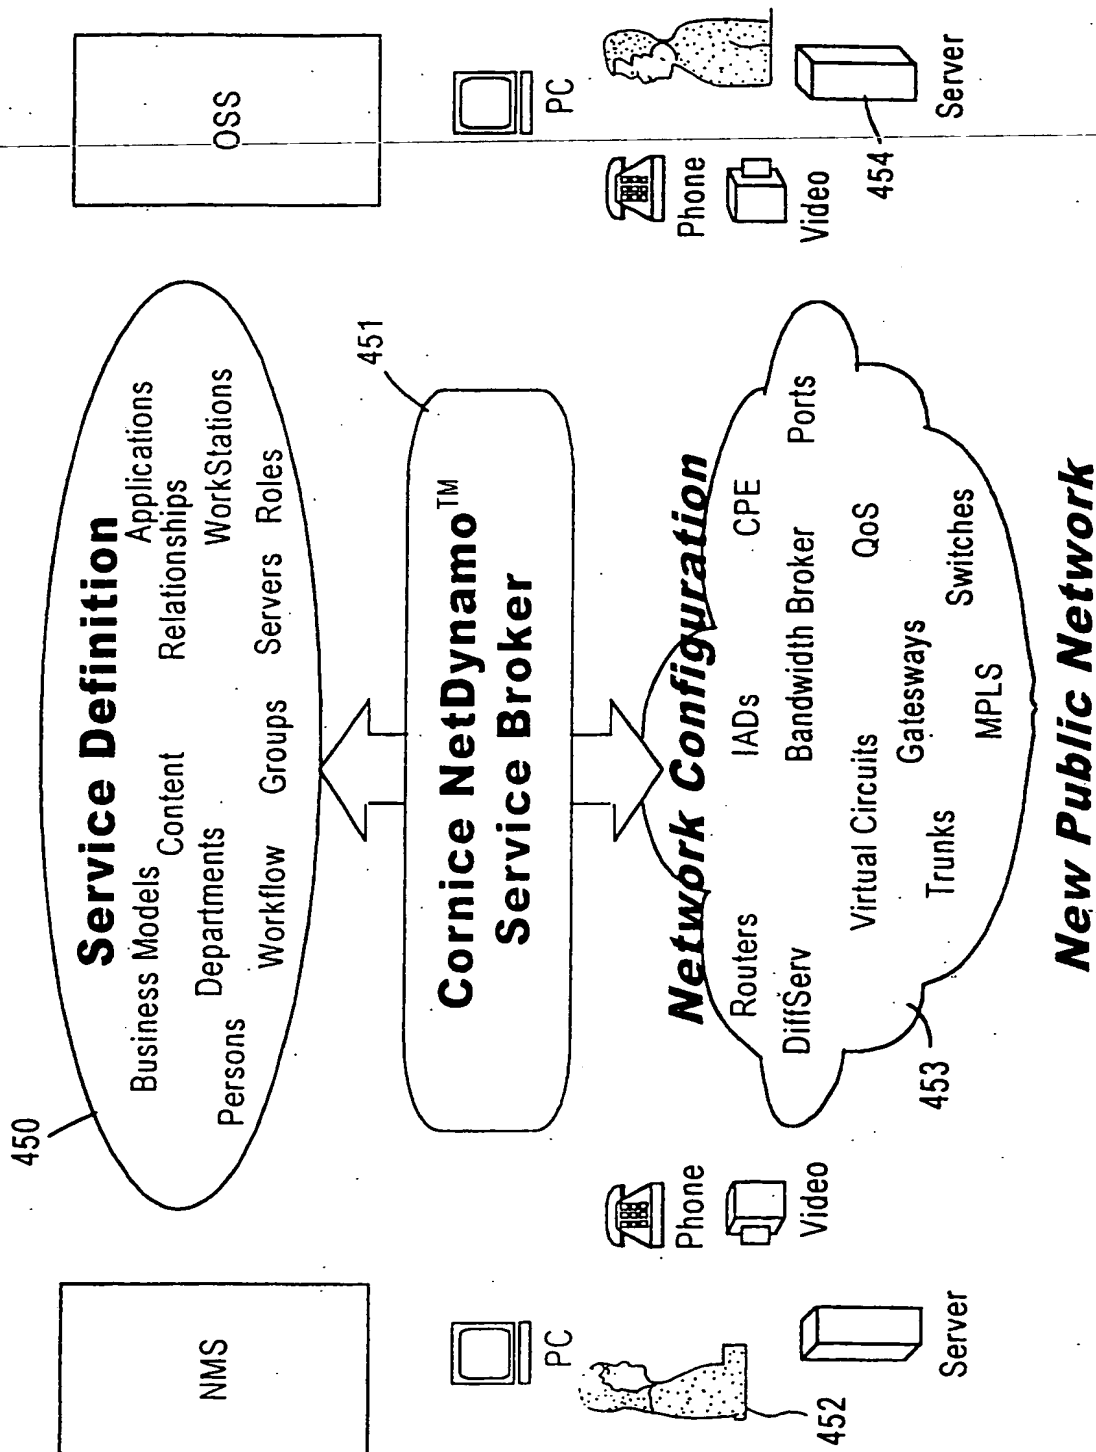 NMS
OSS
450
Service Definition
Business Models
Applications
Content
Relationships
Persons
Departments
WorkStations
Workflow
Groups
Servers
Roles
451
Cornice NetDynamo™
Service Broker
PC
PC
Phone
Phone
Video
Video
Server
Server
452
454
Network Configuration
Routers
IADs
CPE
DiffServ
Bandwidth Broker
Ports
Virtual Circuits
QoS
Trunks
Gatesways
Switches
MPLS
453
New Public Network